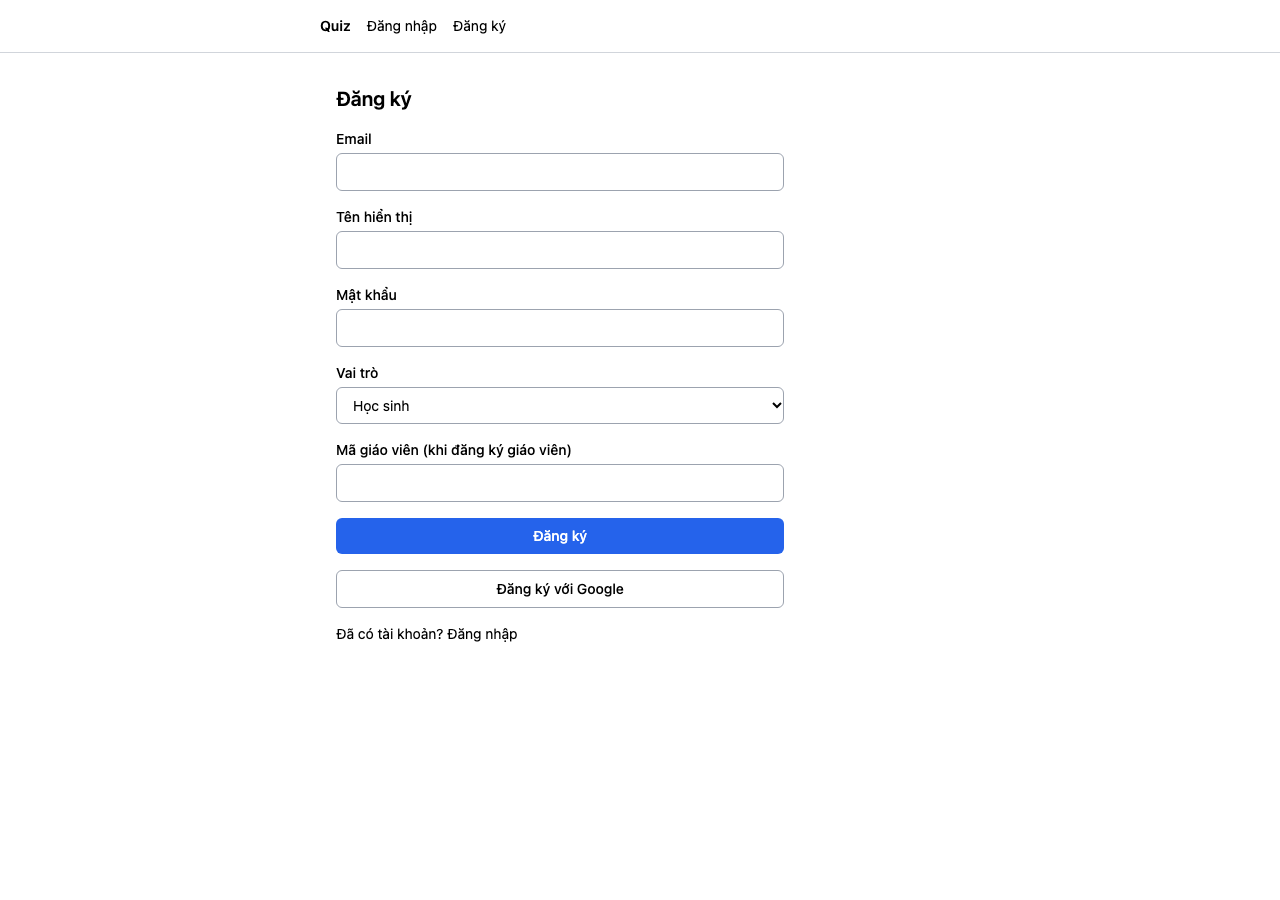 Quiz Đăng nhập Đăng ký
Đăng ký
Email
Tên hiển thị
Mật khẩu
Vai trò
Học sinh
Mã giáo viên (khi đăng ký giáo viên)
Đăng ký
Đăng ký với Google
Đã có tài khoản? Đăng nhập